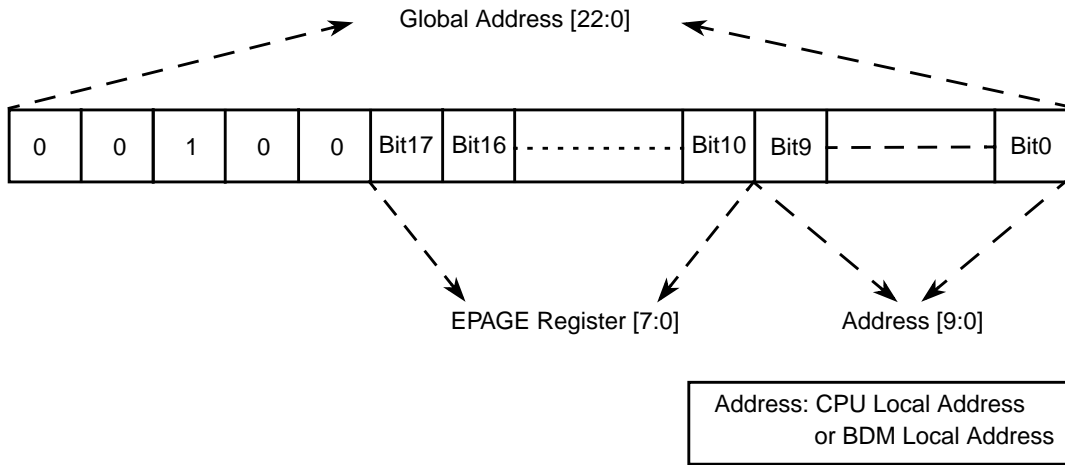 Global Address [22:0]
0 0 1 0 0 Bit17 Bit16 Bit10 Bit9 Bit0
EPAGE Register [7:0] Address [9:0]
Address: CPU Local Address
or BDM Local Address